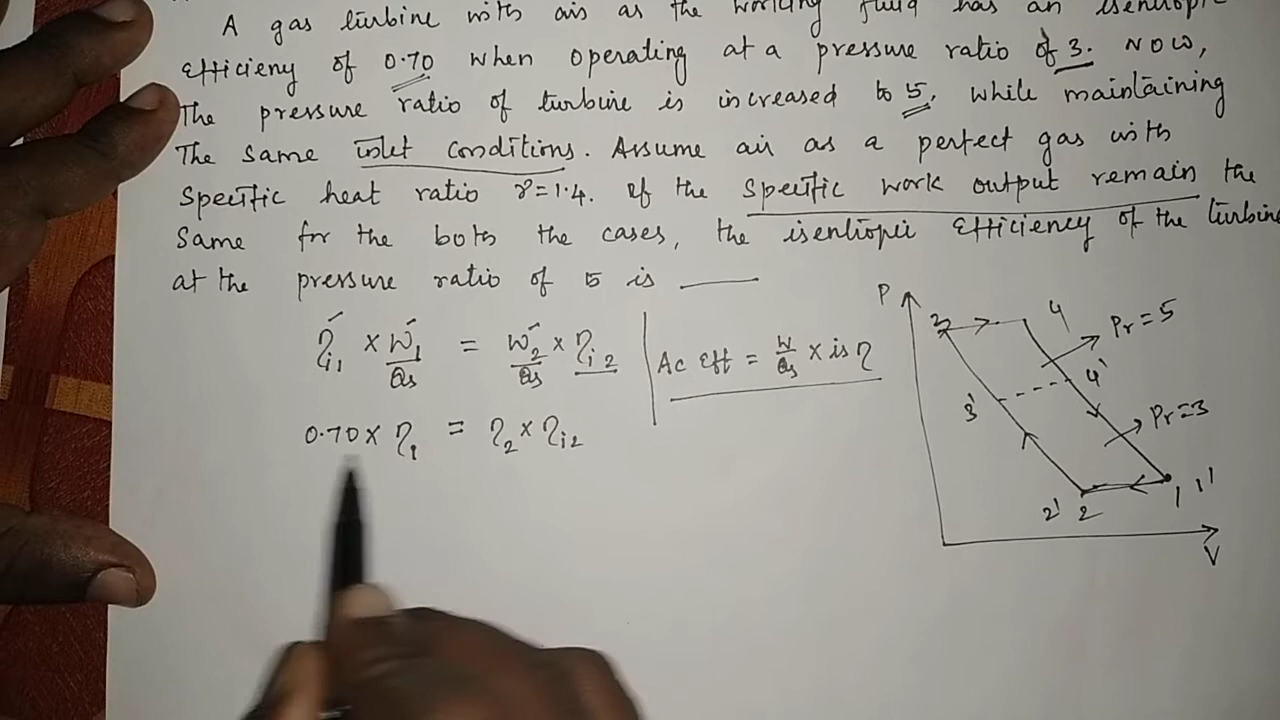 A gas turbine with air as the working fluid has an isentropic
Efficieny of 0.70 when operating at a pressure ratio of 3. NOW,
The pressure ratio of turbine is increased to 5, while maintaining
The same inlet conditions. Assume air as a perfect gas with
Specific heat ratio γ=1.4. If the specific work output remain the
same for the both the cases, the isentropic Efficiency of the turbine
at the pressure ratio of 5 is ____
ηi1 × W1/Qs = W2/Qs × ηi2
Ac Eff = W/Qs × is η
0.70 × η1 = η2 × ηi2
P
3
4
Pr = 5
4'
3'
Pr=3
1 1'
2' 2
V